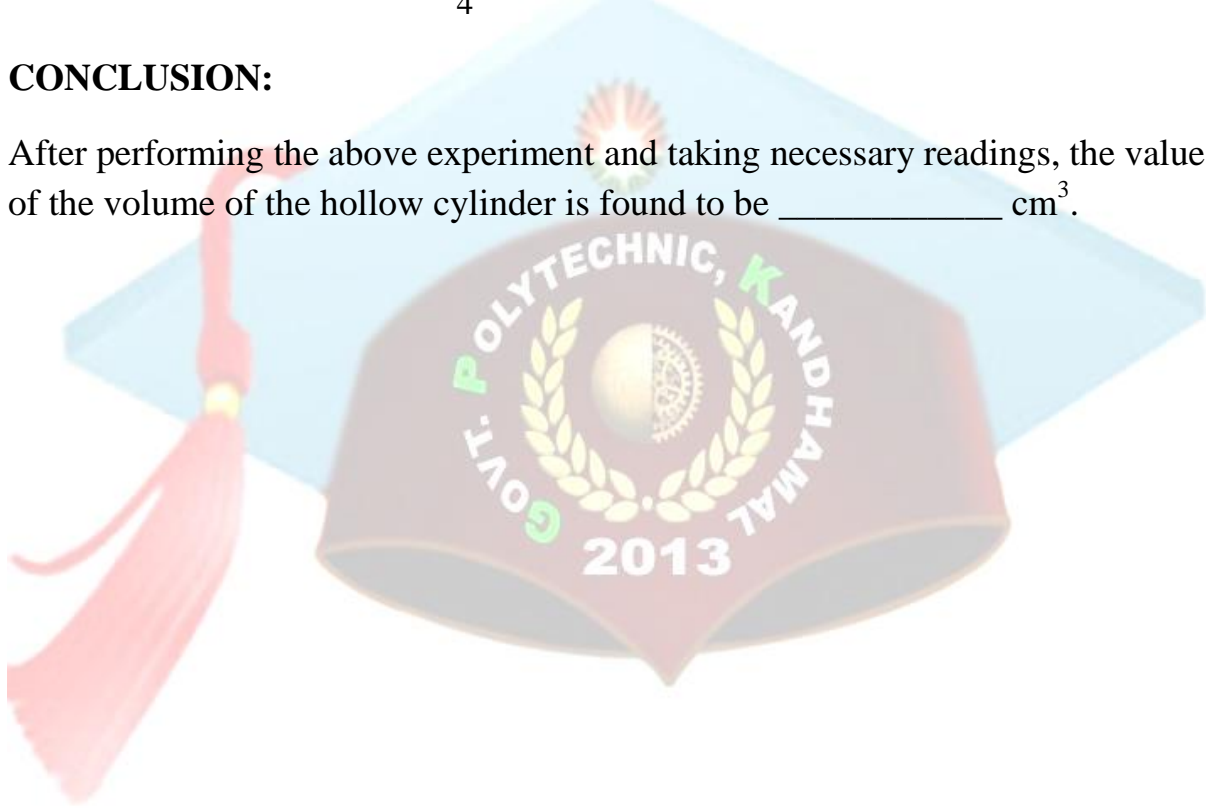 4
CONCLUSION:
After performing the above experiment and taking necessary readings, the value
of the volume of the hollow cylinder is found to be ____________ cm³.
GOVT. POLYTECHNIC, KANDHAMAL
2013